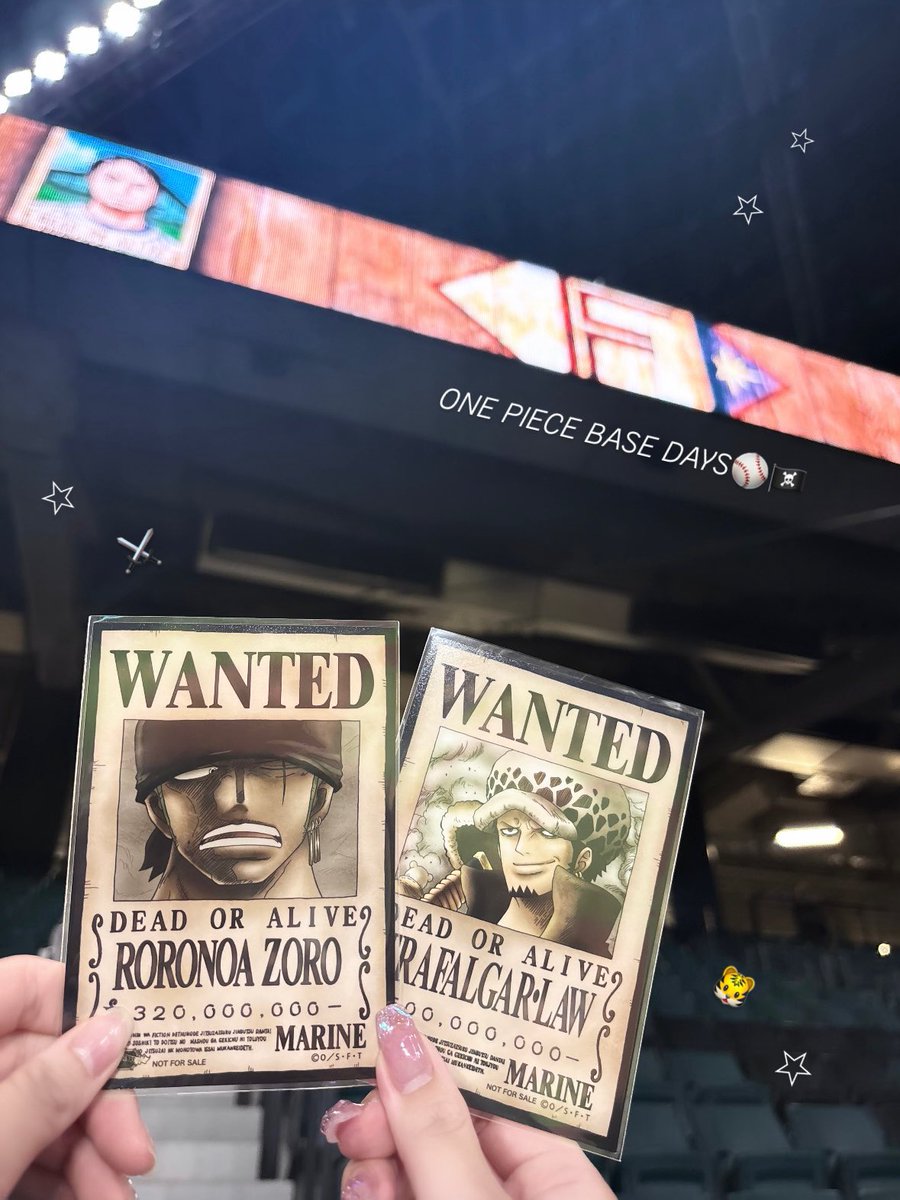 ONE PIECE BASE DAYS⚾🏴‍☠️
WANTED
DEAD OR ALIVE
RORONOA ZORO
320,000,000-
MARINE
©O/S・F・T
NOT FOR SALE
WANTED
DEAD OR ALIVE
TRAFALGAR・LAW
00,000,000-
MARINE
NOT FOR SALE ©O/S・F・T